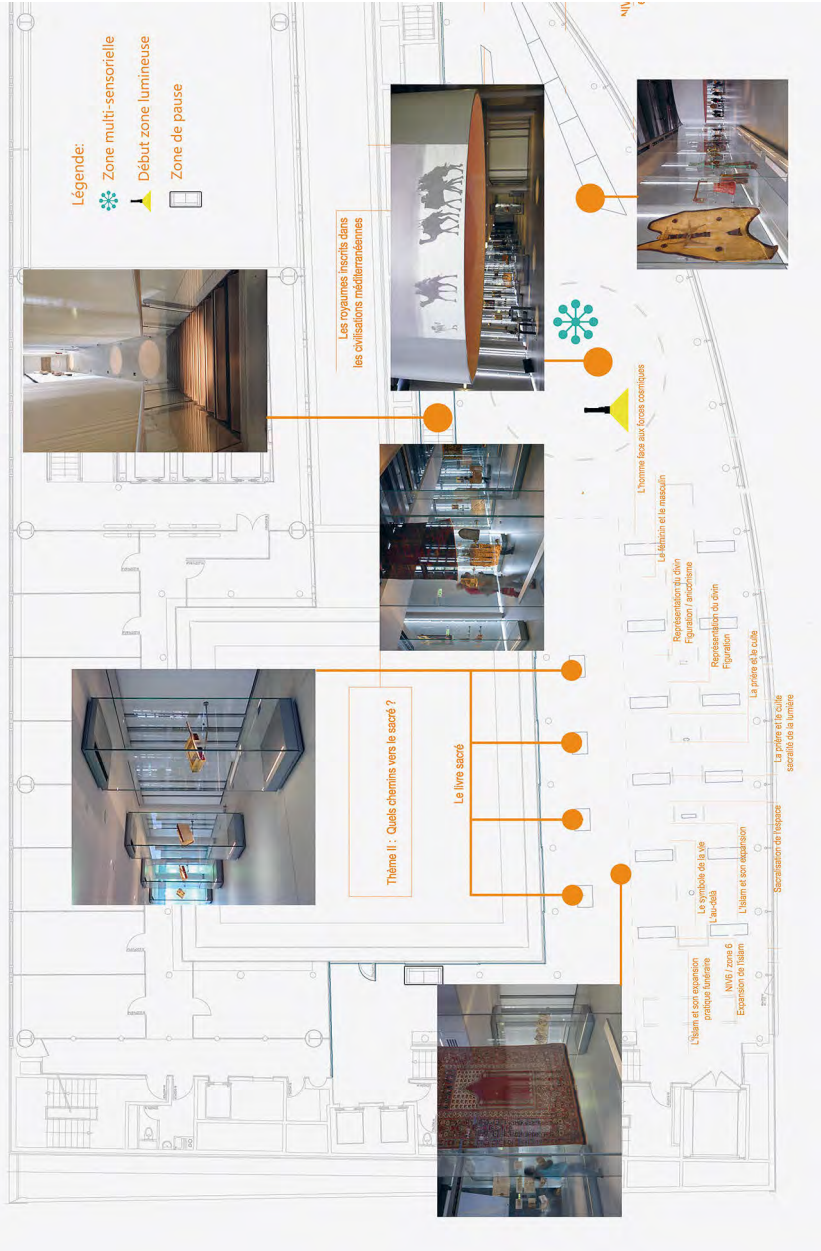 Légende:
Zone multi-sensorielle
Début zone lumineuse
Zone de pause
Les royaumes inscrits dans
les civilisations méditerranéennes
Thème II : Quels chemins vers le sacré ?
Le livre sacré
L'homme face aux forces cosmiques
Le féminin et le masculin
Représentation du divin
Figuration / aniconisme
Représentation du divin
Figuration
La prière et le culte
La prière et le culte
sacralité de la lumière
Sacralisation de l'espace
Le symbole de la vie
L'au-delà
L'Islam et son expansion
L'Islam et son expansion
pratique funéraire
NIV6 / zone 6
Expansion de l'islam